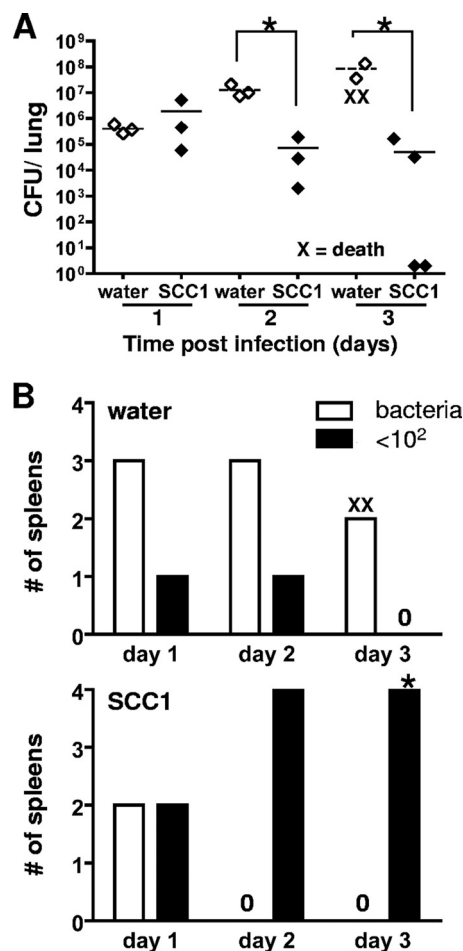 A
CFU/ lung
10⁹
10⁸
10⁷
10⁶
10⁵
10⁴
10³
10²
10¹
10⁰
* *
XX
X = death
water SCC1 water SCC1 water SCC1
1 2 3
Time post infection (days)
B
water
bacteria
<10²
# of spleens
4
3
2
1
0
XX
0
day 1 day 2 day 3
SCC1
*
# of spleens
4
3
2
1
0
0 0
day 1 day 2 day 3